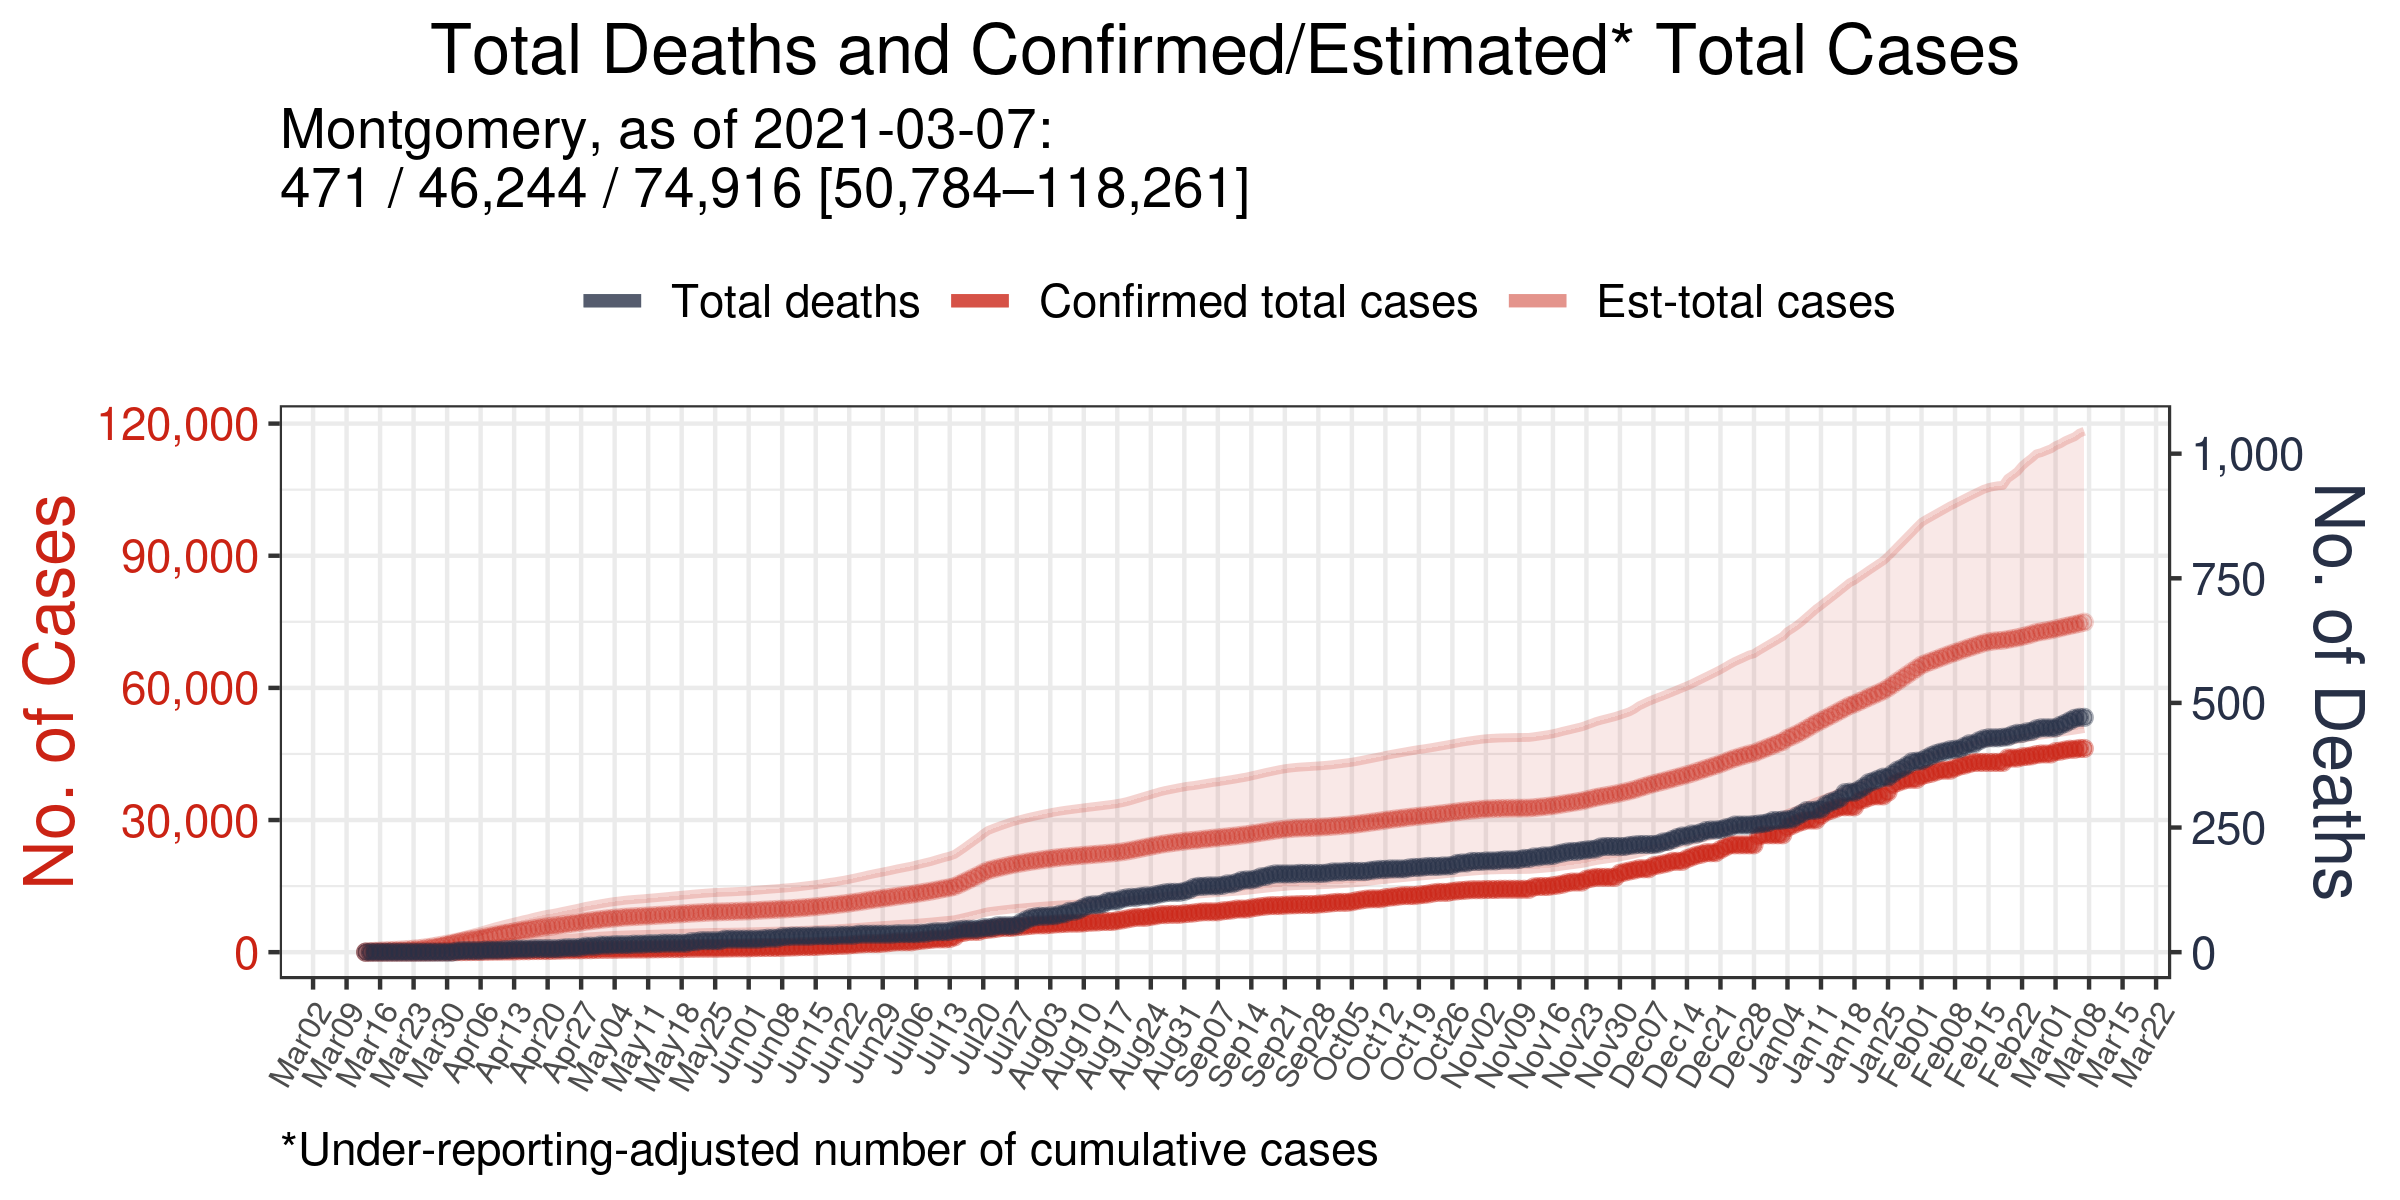 Total Deaths and Confirmed/Estimated* Total Cases
Montgomery, as of 2021-03-07:
471 / 46,244 / 74,916 [50,784–118,261]
Total deaths
Confirmed total cases
Est-total cases
No. of Cases
120,000
90,000
60,000
30,000
0
1,000
750
500
250
0
No. of Deaths
Mar02
Mar09
Mar16
Mar23
Mar30
Apr06
Apr13
Apr20
Apr27
May04
May11
May18
May25
Jun01
Jun08
Jun15
Jun22
Jun29
Jul06
Jul13
Jul20
Jul27
Aug03
Aug10
Aug17
Aug24
Aug31
Sep07
Sep14
Sep21
Sep28
Oct05
Oct12
Oct19
Oct26
Nov02
Nov09
Nov16
Nov23
Nov30
Dec07
Dec14
Dec21
Dec28
Jan04
Jan11
Jan18
Jan25
Feb01
Feb08
Feb15
Feb22
Mar01
Mar08
Mar15
Mar22
*Under-reporting-adjusted number of cumulative cases